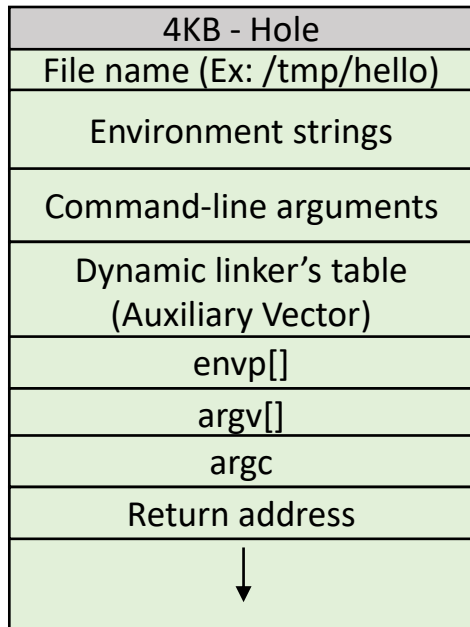 4KB - Hole
File name (Ex: /tmp/hello)
Environment strings
Command-line arguments
Dynamic linker’s table
(Auxiliary Vector)
envp[]
argv[]
argc
Return address